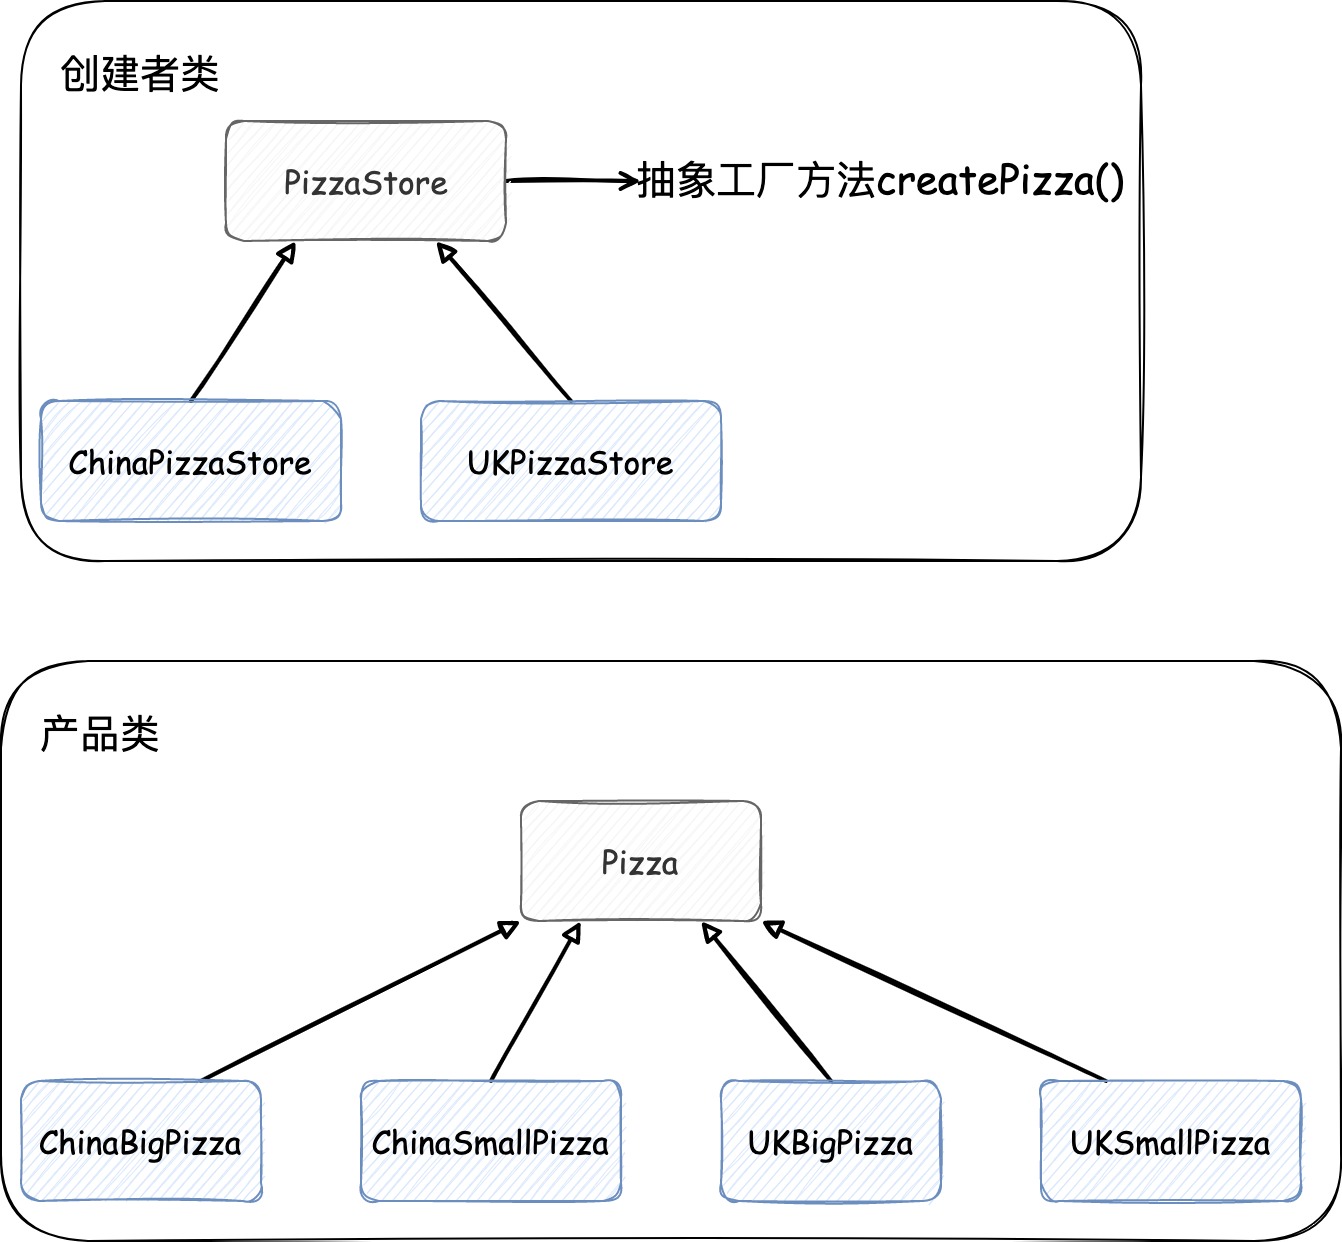 创建者类
PizzaStore
抽象工厂方法createPizza()
ChinaPizzaStore
UKPizzaStore
产品类
Pizza
ChinaBigPizza
ChinaSmallPizza
UKBigPizza
UKSmallPizza